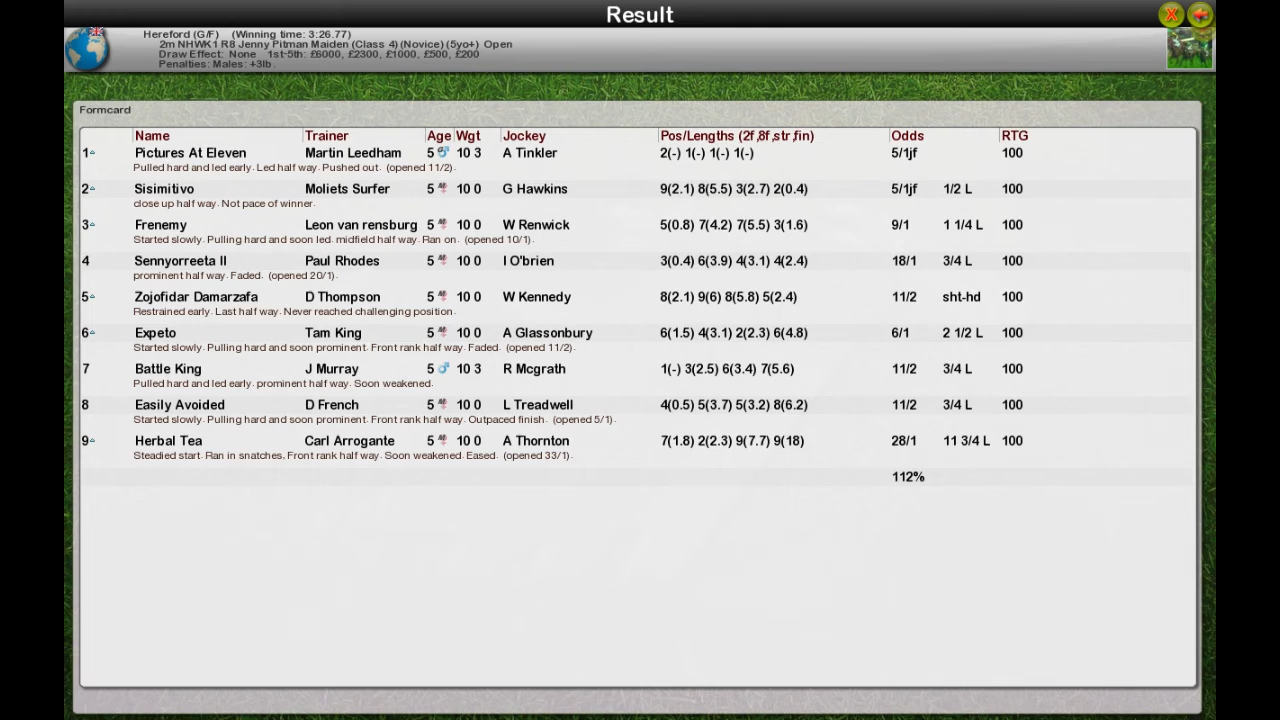 Result
Hereford (G/F) (Winning time: 3:26.77)
2m NHWK1 R8 Jenny Pitman Maiden (Class 4) (Novice) (5yo+) Open
Draw Effect: None 1st-5th: £6000, £2300, £1000, £500, £200
Penalties: Males: +3lb.
Formcard
Name Trainer Age Wgt Jockey Pos/Lengths (2f,8f,str,fin) Odds RTG
1 Pictures At Eleven Martin Leedham 5 10 3 A Tinkler 2(-) 1(-) 1(-) 1(-) 5/1jf 100
Pulled hard and led early. Led half way. Pushed out. (opened 11/2).
2 Sisimitivo Moliets Surfer 5 10 0 G Hawkins 9(2.1) 8(5.5) 3(2.7) 2(0.4) 5/1jf 1/2 L 100
close up half way. Not pace of winner.
3 Frenemy Leon van rensburg 5 10 0 W Renwick 5(0.8) 7(4.2) 7(5.5) 3(1.6) 9/1 1 1/4 L 100
Started slowly. Pulling hard and soon led. midfield half way. Ran on. (opened 10/1).
4 Sennyorreeta II Paul Rhodes 5 10 0 I O'brien 3(0.4) 6(3.9) 4(3.1) 4(2.4) 18/1 3/4 L 100
prominent half way. Faded. (opened 20/1).
5 Zojofidar Damarzafa D Thompson 5 10 0 W Kennedy 8(2.1) 9(6) 8(5.8) 5(2.4) 11/2 sht-hd 100
Restrained early. Last half way. Never reached challenging position.
6 Expeto Tam King 5 10 0 A Glassonbury 6(1.5) 4(3.1) 2(2.3) 6(4.8) 6/1 2 1/2 L 100
Started slowly. Pulling hard and soon prominent. Front rank half way. Faded. (opened 11/2).
7 Battle King J Murray 5 10 3 R Mcgrath 1(-) 3(2.5) 6(3.4) 7(5.6) 11/2 3/4 L 100
Pulled hard and led early. prominent half way. Soon weakened.
8 Easily Avoided D French 5 10 0 L Treadwell 4(0.5) 5(3.7) 5(3.2) 8(6.2) 11/2 3/4 L 100
Started slowly. Pulling hard and soon prominent. Front rank half way. Outpaced finish. (opened 5/1).
9 Herbal Tea Carl Arrogante 5 10 0 A Thornton 7(1.8) 2(2.3) 9(7.7) 9(18) 28/1 11 3/4 L 100
Steadied start. Ran in snatches, Front rank half way. Soon weakened. Eased. (opened 33/1).
112%